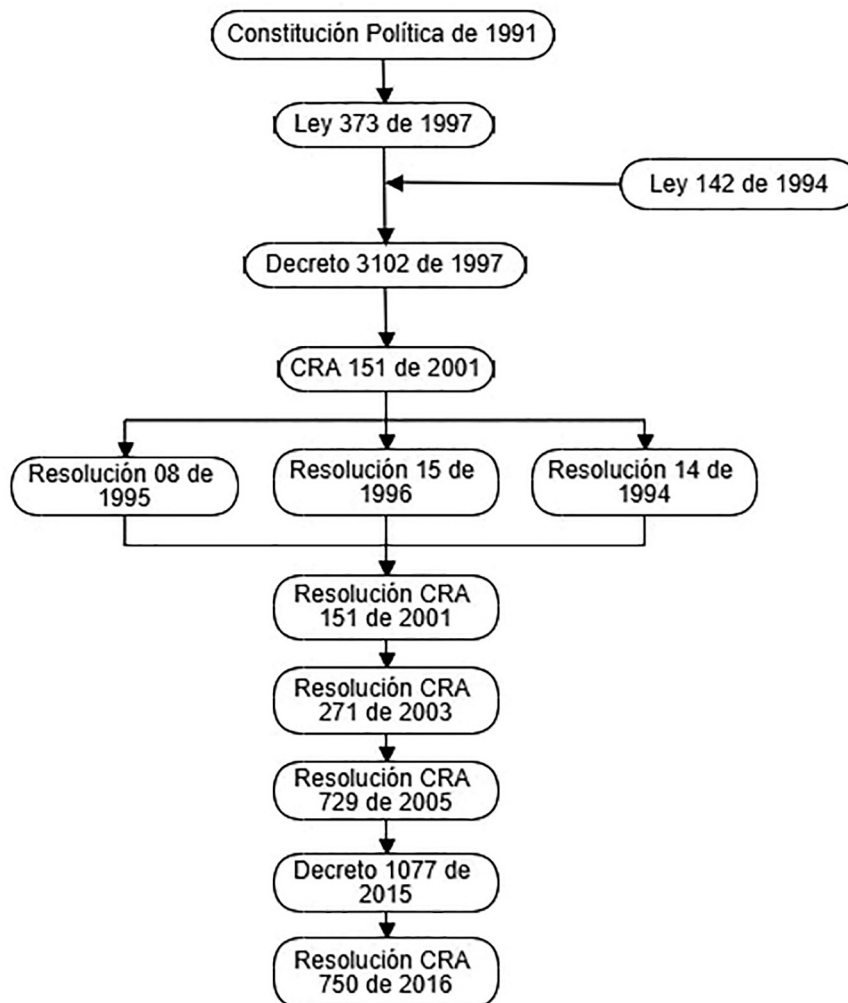 Constitución Política de 1991
Ley 373 de 1997
Ley 142 de 1994
Decreto 3102 de 1997
CRA 151 de 2001
Resolución 08 de
1995
Resolución 15 de
1996
Resolución 14 de
1994
Resolución CRA
151 de 2001
Resolución CRA
271 de 2003
Resolución CRA
729 de 2005
Decreto 1077 de
2015
Resolución CRA
750 de 2016